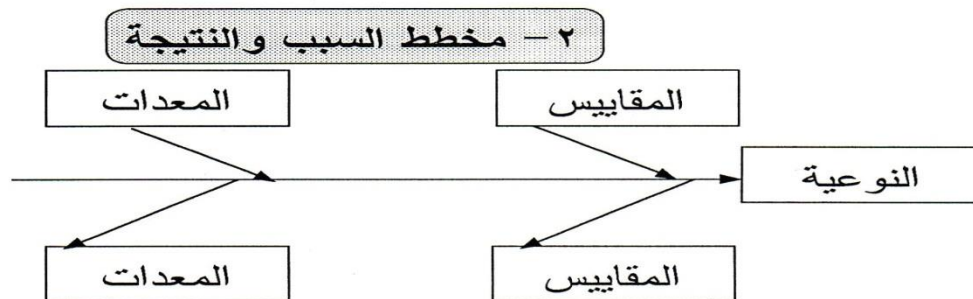 ٢ – مخطط السبب والنتيجة
المقاييس
المعدات
النوعية
المقاييس
المعدات